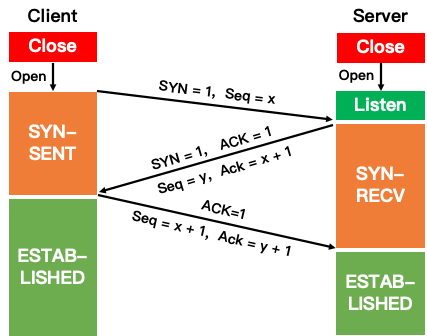 Client
Server
Close
Close
Open
Open
SYN = 1,  Seq = x
Listen
SYN–
SENT
SYN = 1,  ACK = 1
Seq = y,  Ack = x + 1
SYN–
RECV
ACK=1
Seq = x + 1,  Ack = y + 1
ESTAB–
LISHED
ESTAB–
LISHED